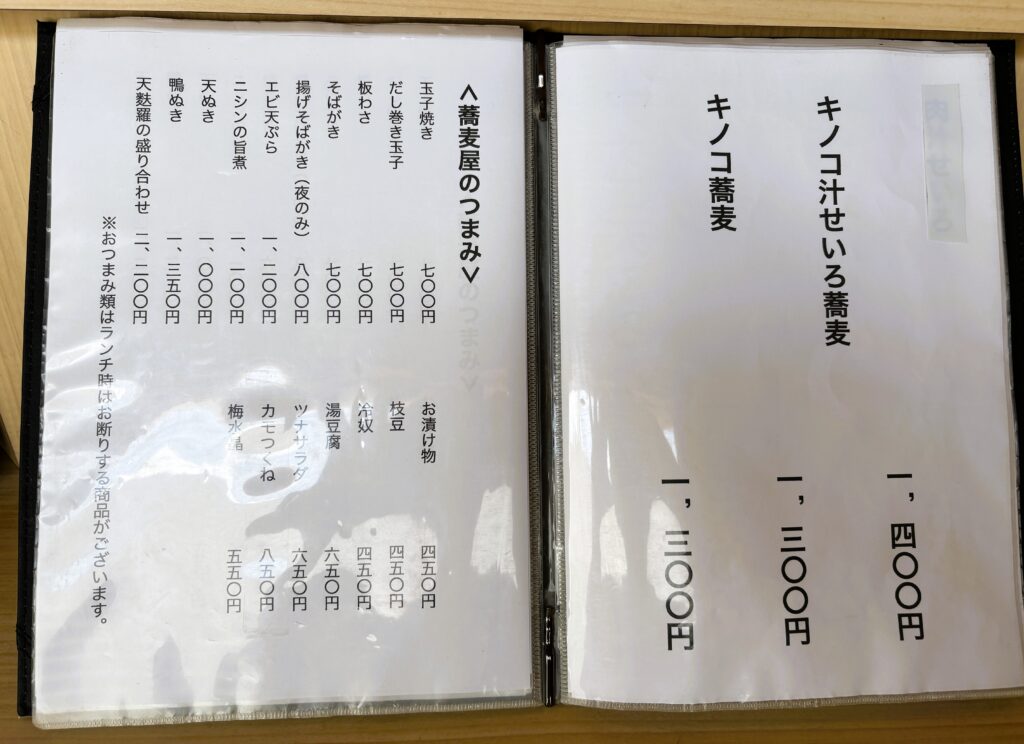 一，四〇〇円
キノコ汁せいろ蕎麦 一，三〇〇円
キノコ蕎麦 一，三〇〇円
＜蕎麦屋のつまみ＞
玉子焼き 七〇〇円
だし巻き玉子 七〇〇円
板わさ 七〇〇円
そばがき 七〇〇円
揚げそばがき（夜のみ） 八〇〇円
エビ天ぷら 一、二〇〇円
ニシンの旨煮 一、一〇〇円
天ぬき 一、〇〇〇円
鴨ぬき 一、三五〇円
天麩羅の盛り合わせ 二、二〇〇円
お漬け物 四五〇円
枝豆 四五〇円
冷奴 四五〇円
湯豆腐 六五〇円
ツナサラダ 六五〇円
カモつくね 八五〇円
梅水晶 五五〇円
※おつまみ類はランチ時はお断りする商品がございます。